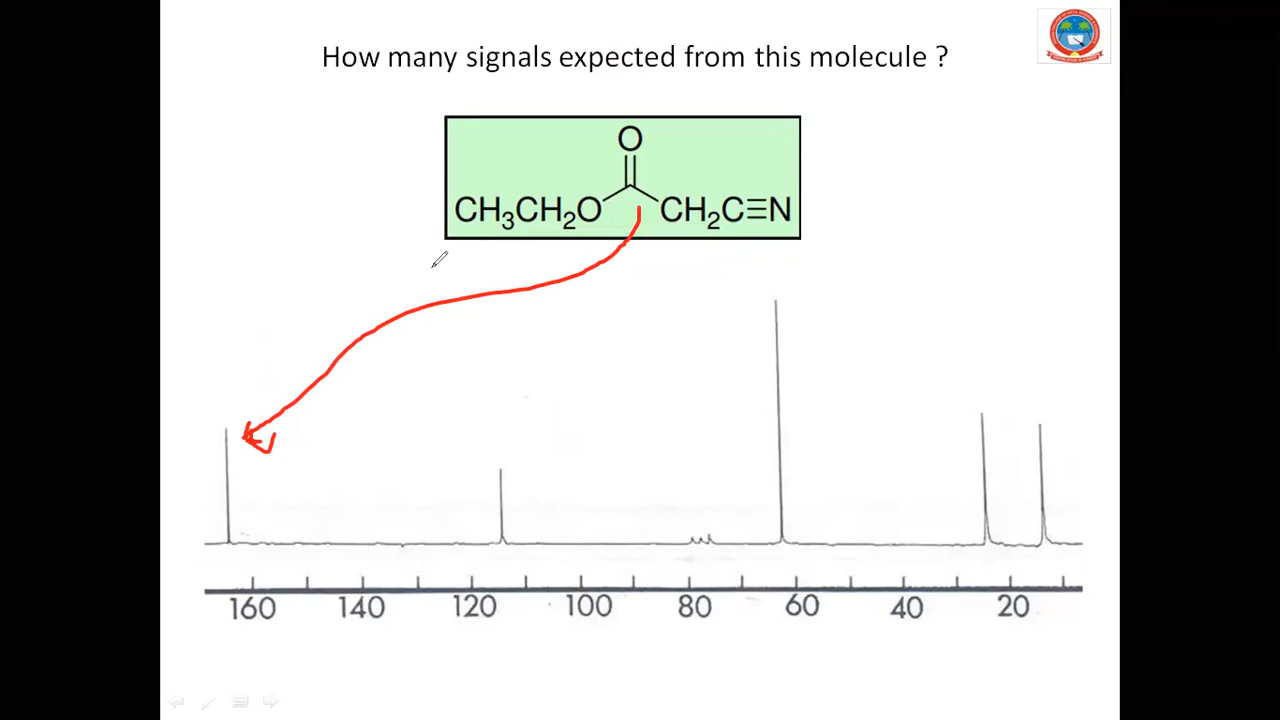 How many signals expected from this molecule ?
O
CH₃CH₂O CH₂C≡N
160 140 120 100 80 60 40 20